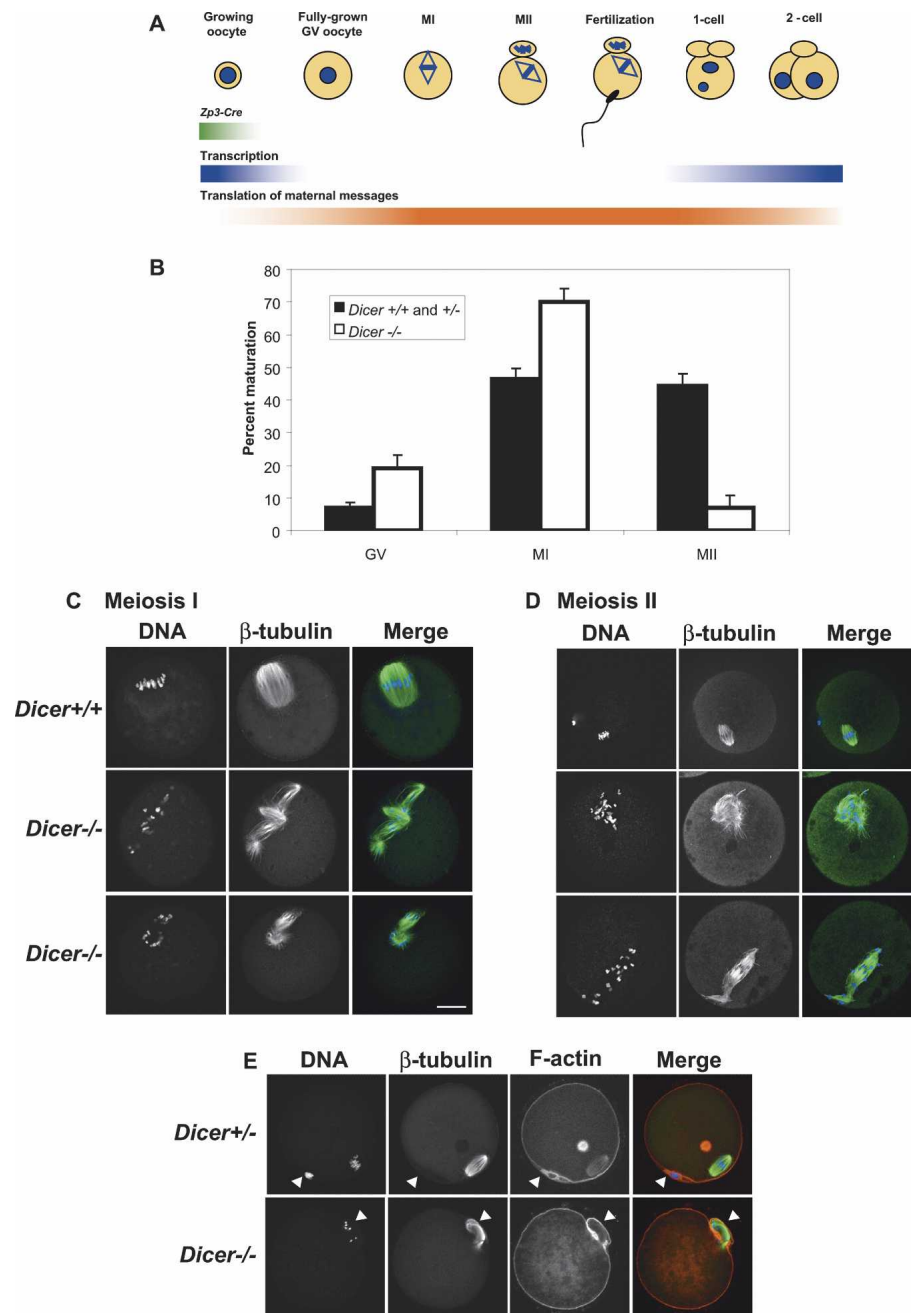 A
Growing oocyte
Fully-grown GV oocyte
MI
MII
Fertilization
1-cell
2 - cell
Zp3-Cre
Transcription
Translation of maternal messages
B
Percent maturation
80
70
60
50
40
30
20
10
0
Dicer +/+ and +/-
Dicer -/-
GV
MI
MII
C Meiosis I
DNA β-tubulin Merge
Dicer+/+
Dicer-/-
Dicer-/-
D Meiosis II
DNA β-tubulin Merge
E
DNA β-tubulin F-actin Merge
Dicer+/-
Dicer-/-